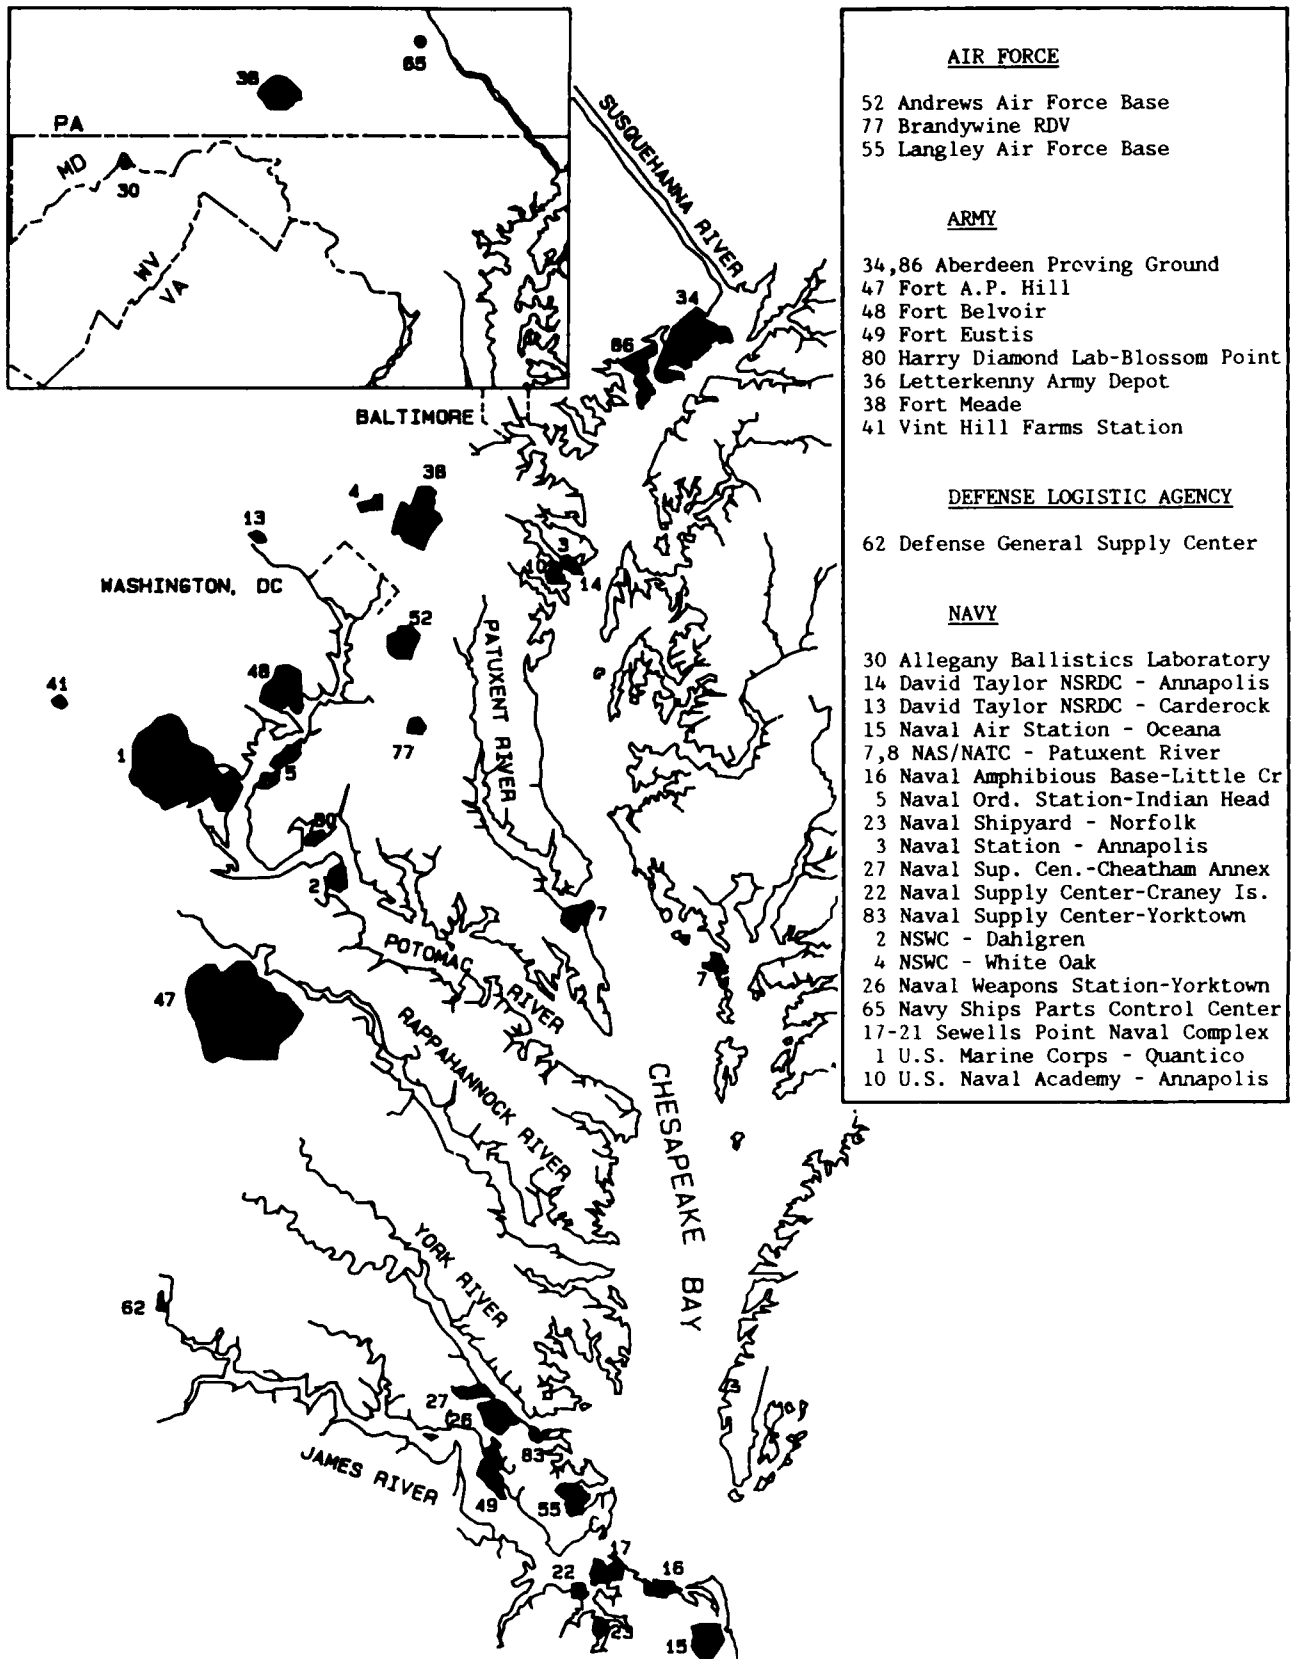 65
36
PA
MD
30
WV
VA
SUSQUEHANNA RIVER
34
86
BALTIMORE
38
4
13
3
10
14
WASHINGTON, DC
52
PATUXENT RIVER
48
41
77
1
5
80
2
7
POTOMAC RIVER
7
47
RAPPAHANNOCK RIVER
CHESAPEAKE BAY
YORK RIVER
62
27
26
83
JAMES RIVER
49
55
17
22
16
23
15
AIR FORCE
52 Andrews Air Force Base
77 Brandywine RDV
55 Langley Air Force Base
ARMY
34,86 Aberdeen Proving Ground
47 Fort A.P. Hill
48 Fort Belvoir
49 Fort Eustis
80 Harry Diamond Lab-Blossom Point
36 Letterkenny Army Depot
38 Fort Meade
41 Vint Hill Farms Station
DEFENSE LOGISTIC AGENCY
62 Defense General Supply Center
NAVY
30 Allegany Ballistics Laboratory
14 David Taylor NSRDC - Annapolis
13 David Taylor NSRDC - Carderock
15 Naval Air Station - Oceana
7,8 NAS/NATC - Patuxent River
16 Naval Amphibious Base-Little Cr
5 Naval Ord. Station-Indian Head
23 Naval Shipyard - Norfolk
3 Naval Station - Annapolis
27 Naval Sup. Cen.-Cheatham Annex
22 Naval Supply Center-Craney Is.
83 Naval Supply Center-Yorktown
2 NSWC - Dahlgren
4 NSWC - White Oak
26 Naval Weapons Station-Yorktown
65 Navy Ships Parts Control Center
17-21 Sewells Point Naval Complex
1 U.S. Marine Corps - Quantico
10 U.S. Naval Academy - Annapolis